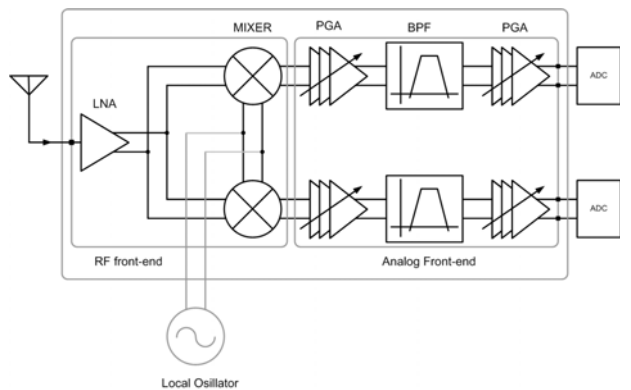 MIXER
PGA
BPF
PGA
LNA
ADC
ADC
RF front-end
Analog Front-end
Local Osillator